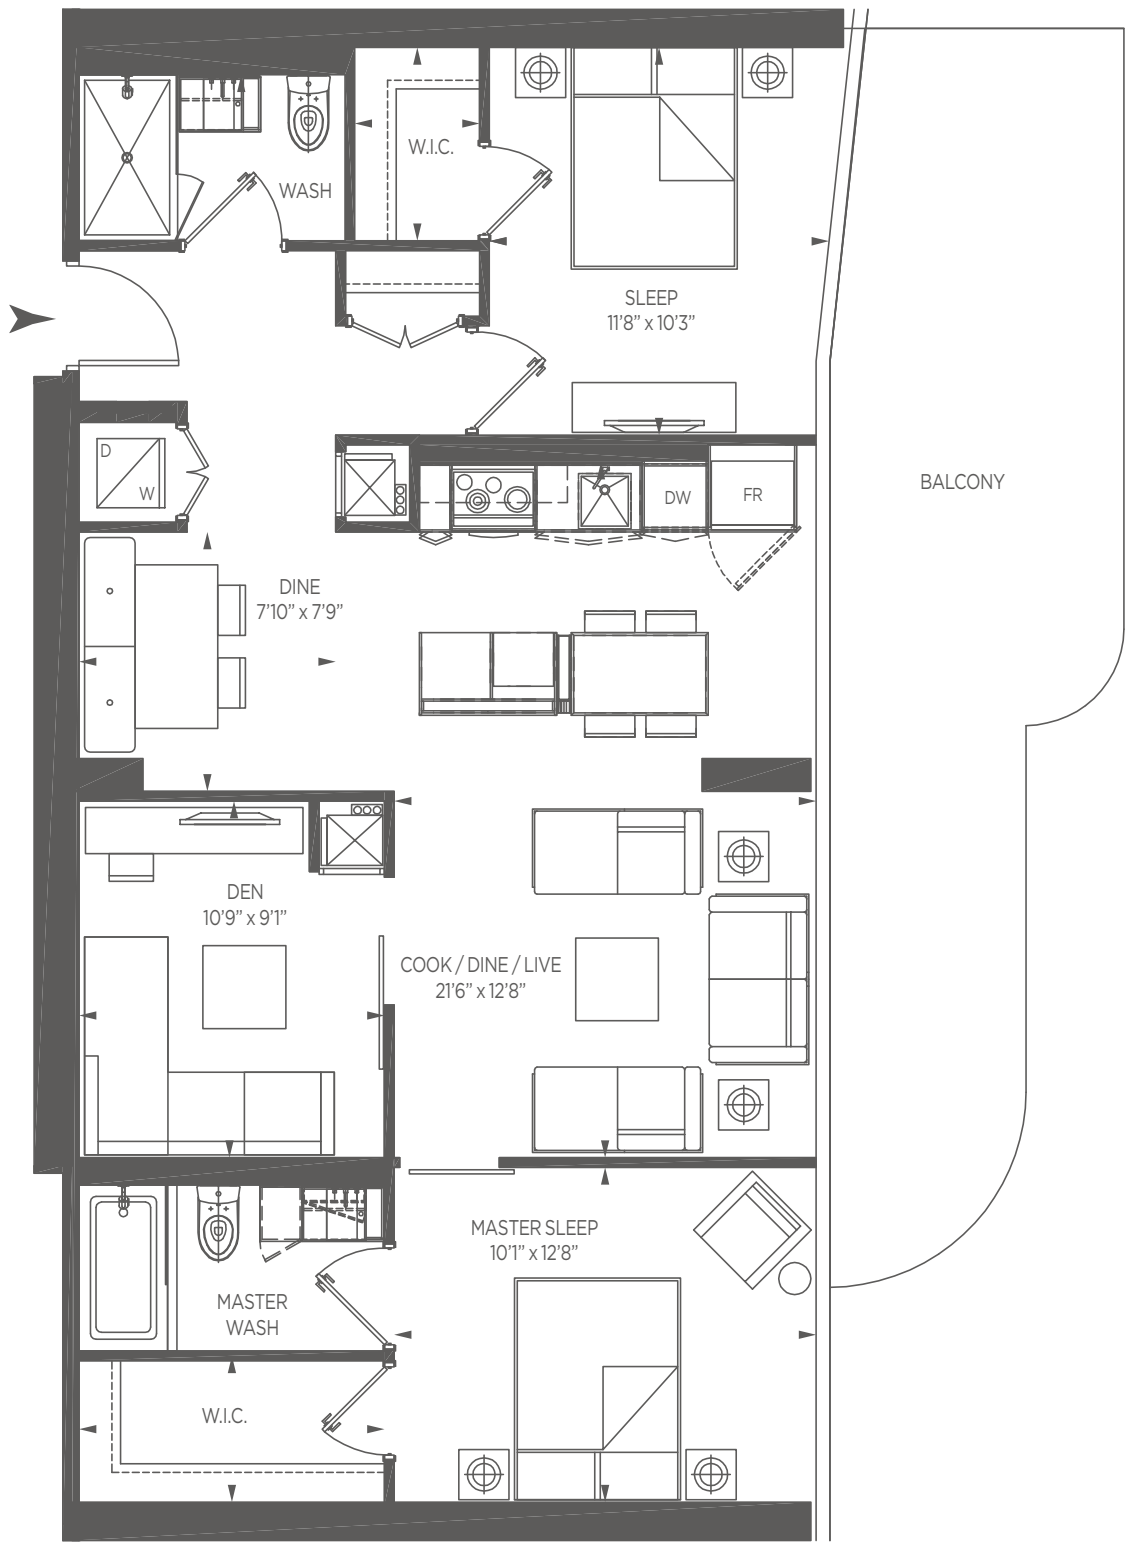 W.I.C.
WASH
SLEEP
11'8" x 10'3"
D
W
DW
FR
BALCONY
DINE
7'10" x 7'9"
DEN
10'9" x 9'1"
COOK / DINE / LIVE
21'6" x 12'8"
MASTER SLEEP
10'1" x 12'8"
MASTER
WASH
W.I.C.